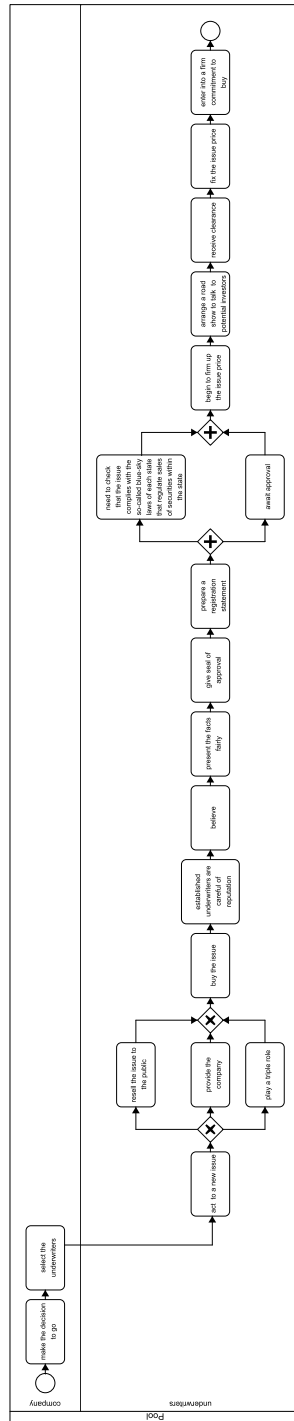 Pool
company
underwriters
make the decision
to go
select the
underwriters
act  to a new issue
resell the issue to
the public
provide the
company
play a triple role
buy the issue
established
underwriters are
careful of
reputation
believe
present the facts
fairly
give seal of
approval
prepare a
registration
statement
need to check
that the issue
complies with the
so-called blue-sky
laws of each state
that regulate sales
of securities within
the state
await approval
begin to firm up
the issue price
arrange a road
show to talk  to
potential investors
receive clearance
fix the issue price
enter into a firm
commitment to
buy